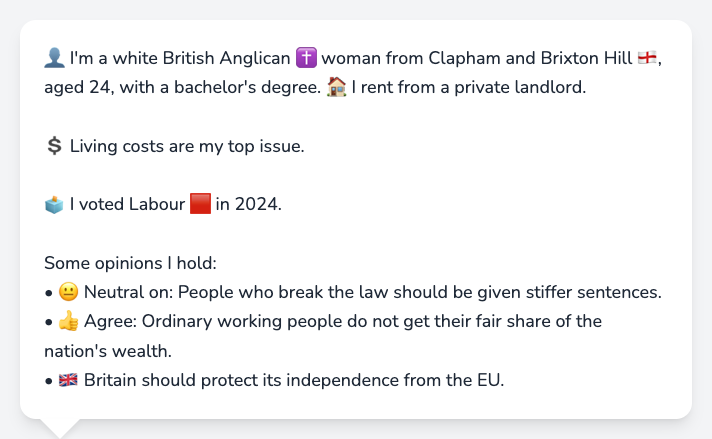 👤 I'm a white British Anglican ✝️ woman from Clapham and Brixton Hill 🏴󠁧󠁢󠁥󠁮󠁧󠁿,
aged 24, with a bachelor's degree. 🏠 I rent from a private landlord.
💲 Living costs are my top issue.
🗳️ I voted Labour 🟥 in 2024.
Some opinions I hold:
• 😐 Neutral on: People who break the law should be given stiffer sentences.
• 👍 Agree: Ordinary working people do not get their fair share of the
nation's wealth.
• 🇬🇧 Britain should protect its independence from the EU.